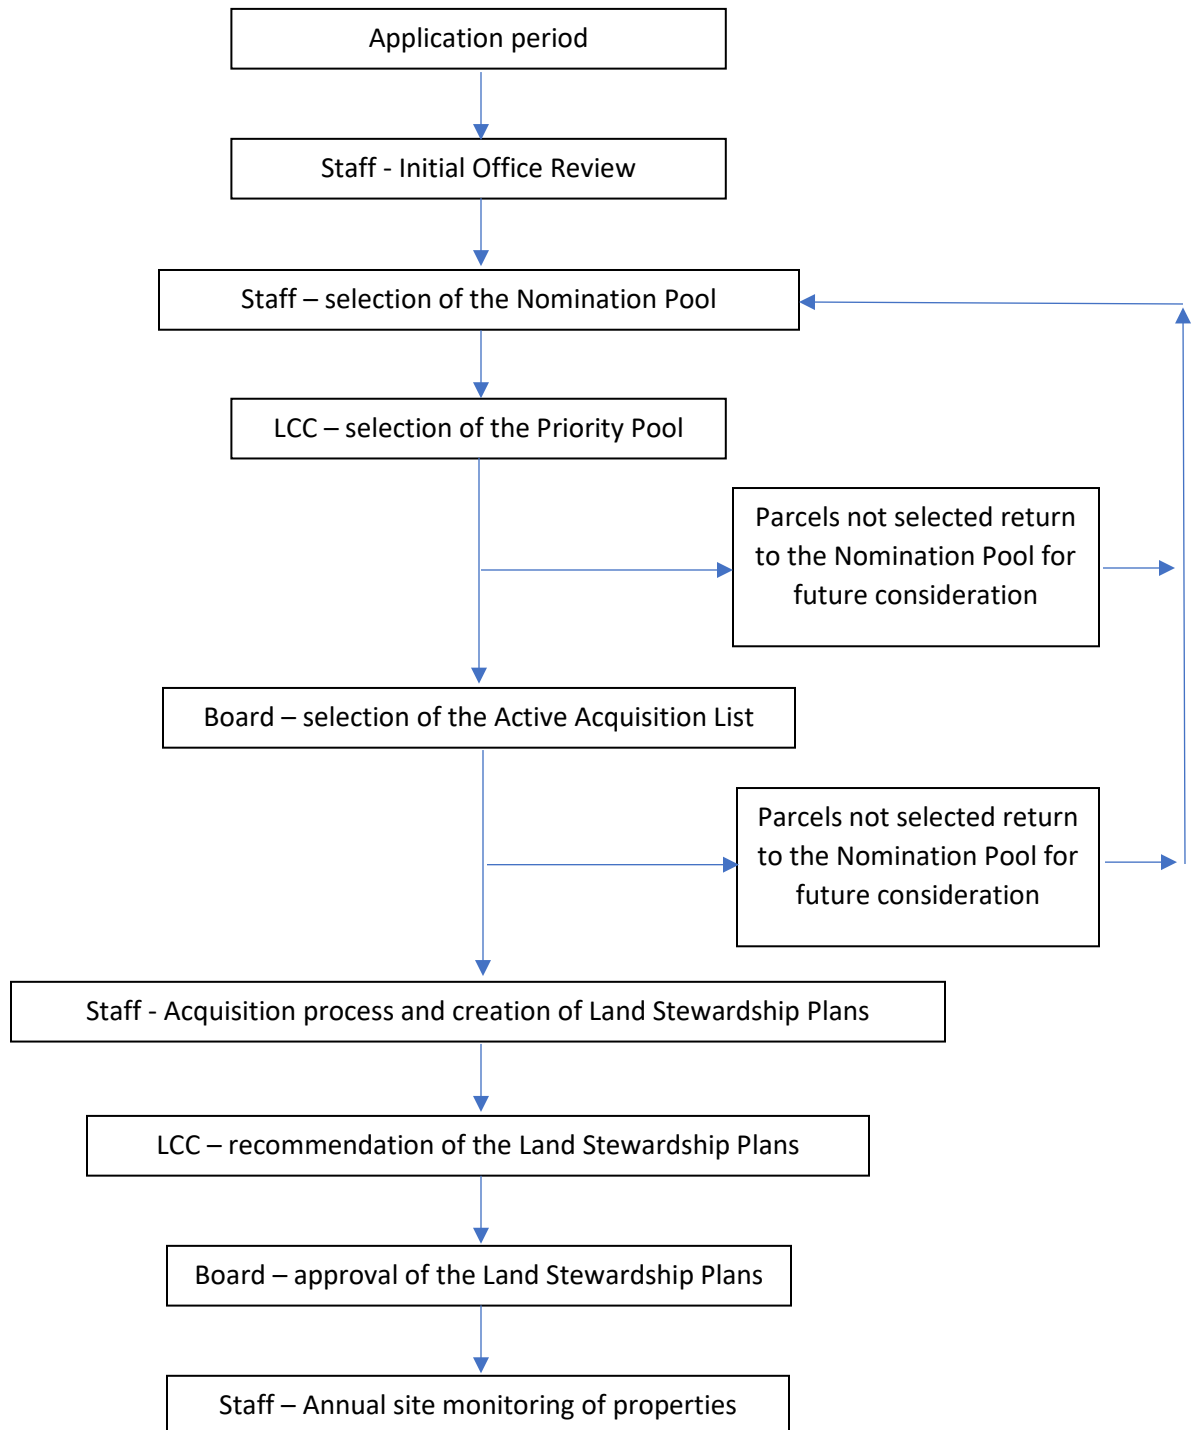 Application period
Staff - Initial Office Review
Staff – selection of the Nomination Pool
LCC – selection of the Priority Pool
Parcels not selected return
to the Nomination Pool for
future consideration
Board – selection of the Active Acquisition List
Parcels not selected return
to the Nomination Pool for
future consideration
Staff - Acquisition process and creation of Land Stewardship Plans
LCC – recommendation of the Land Stewardship Plans
Board – approval of the Land Stewardship Plans
Staff – Annual site monitoring of properties